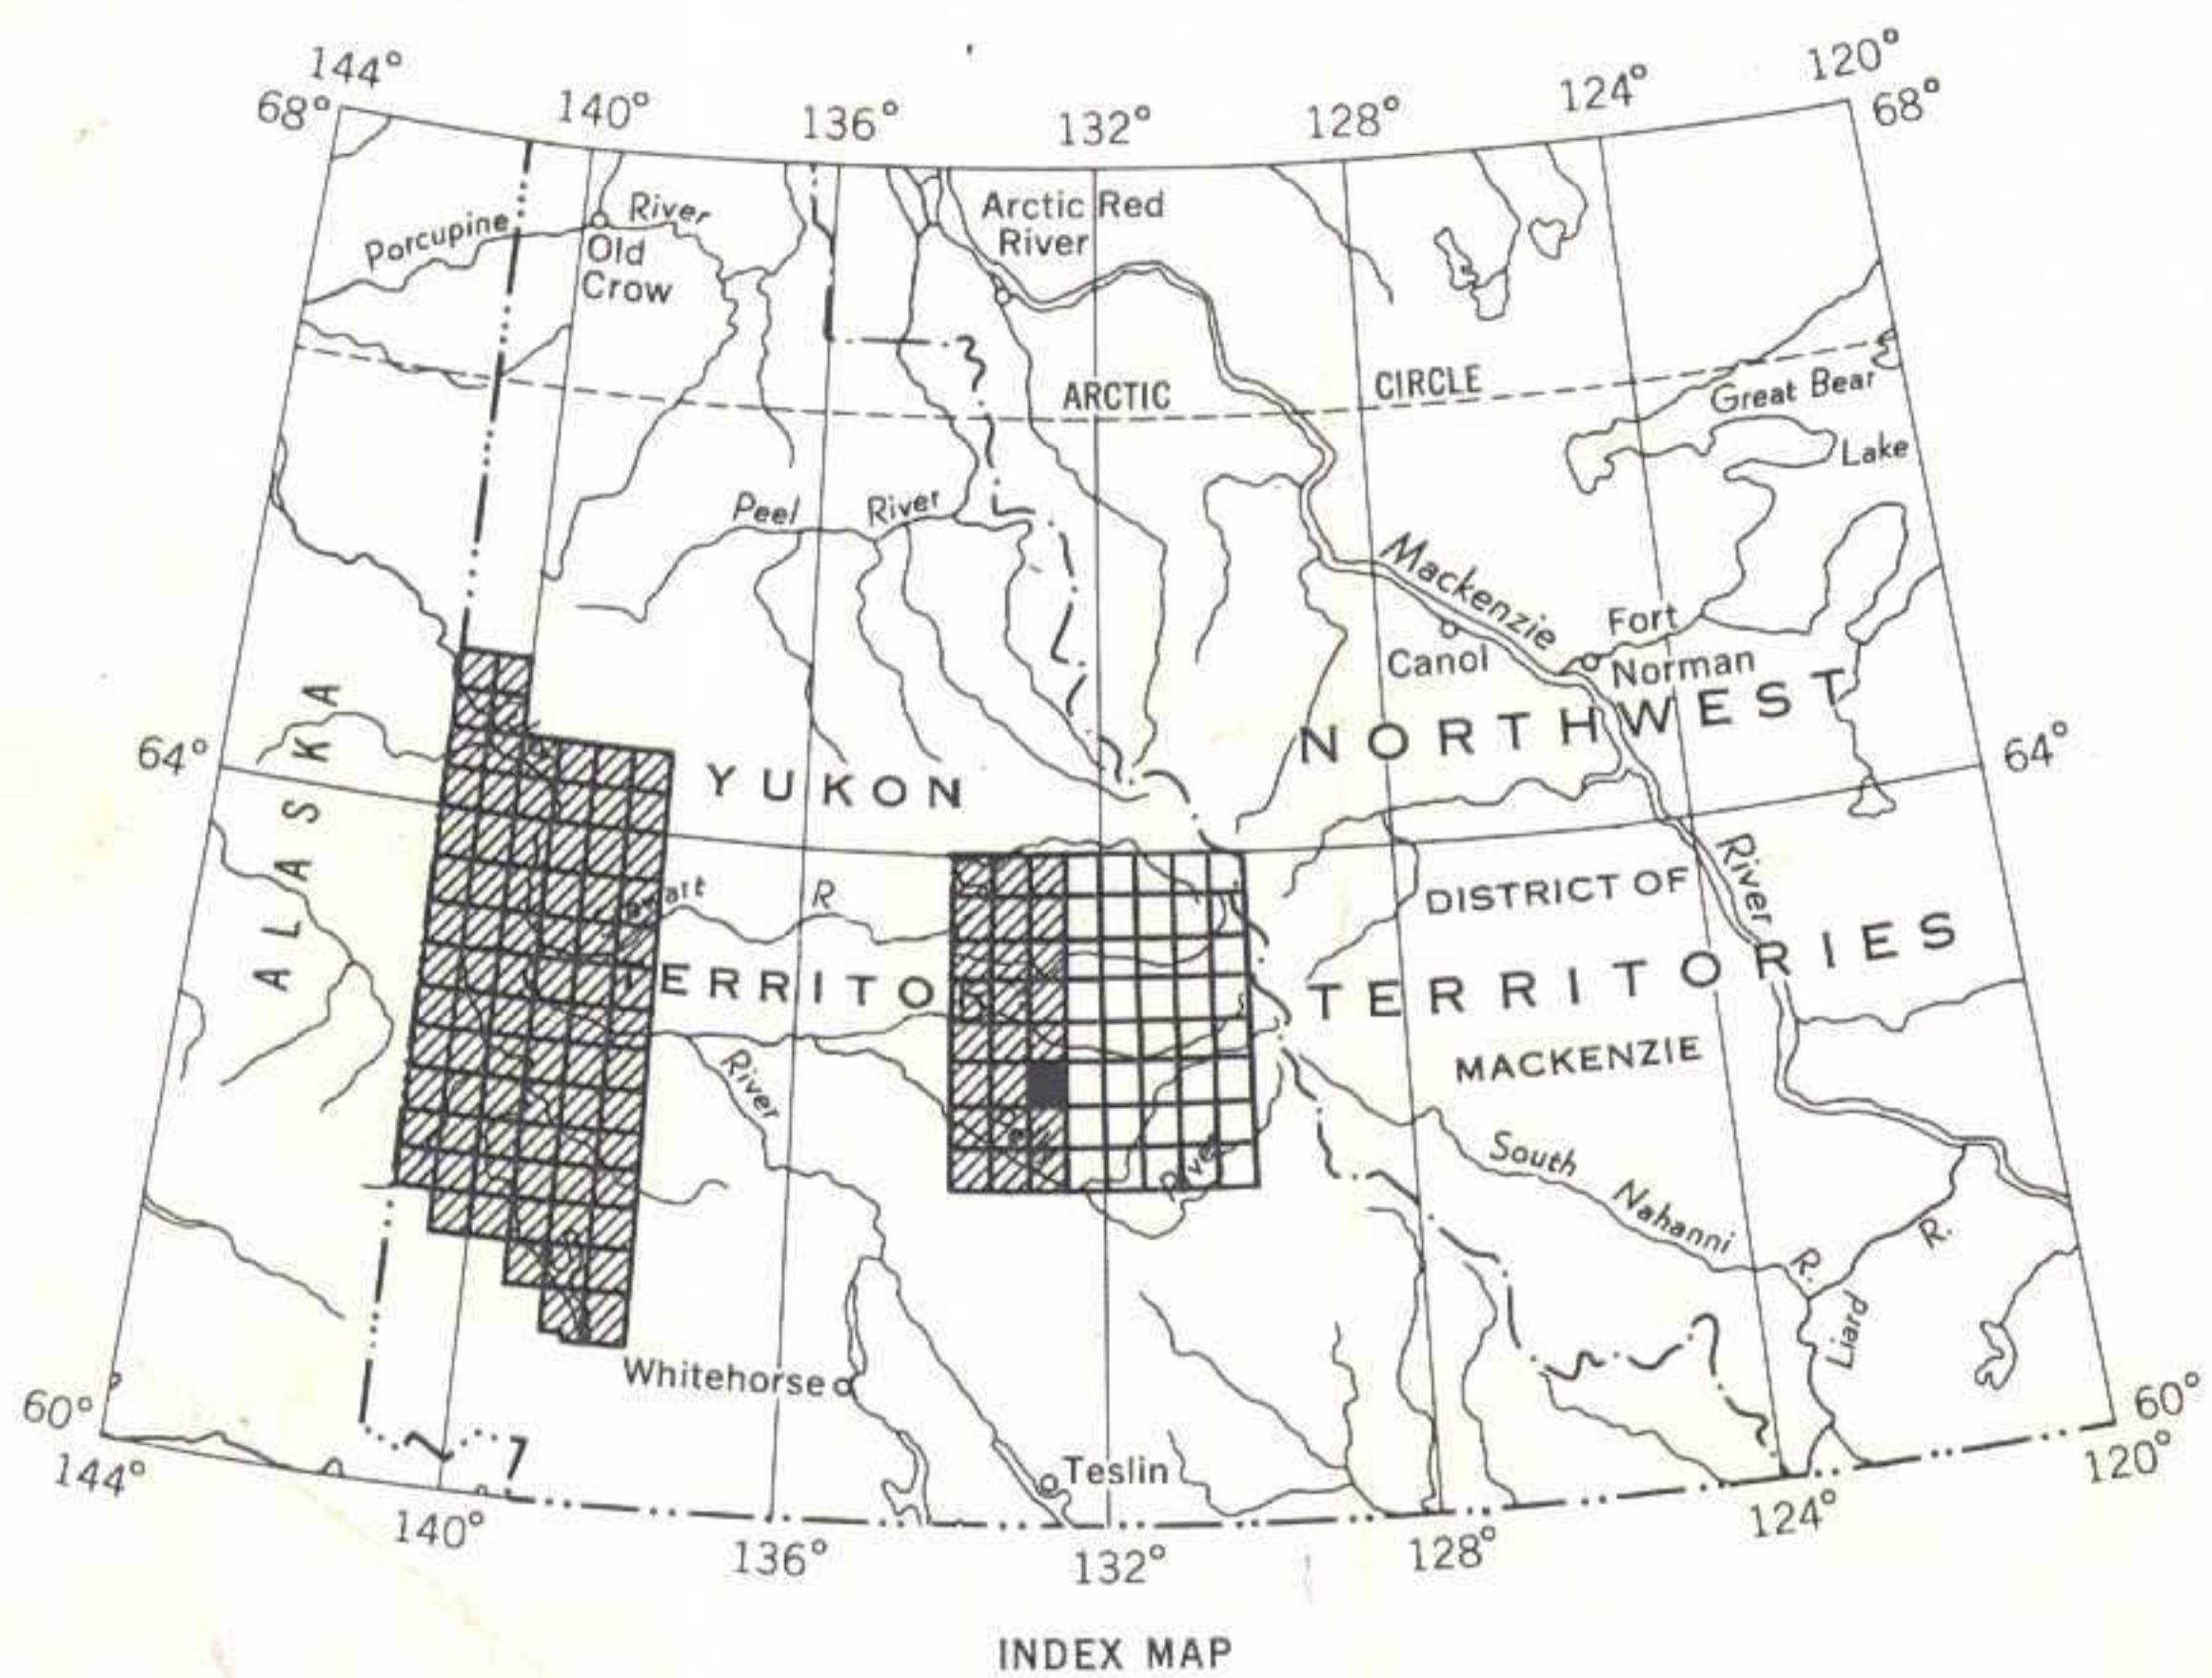 144°
140°
136°
132°
128°
124°
120°
68°
68°
Porcupine River
Old
Crow
Arctic Red
River
ARCTIC CIRCLE
Great Bear
Lake
Peel River
Mackenzie
Canol
Fort
Norman
ALASKA
64°
64°
YUKON
NORTHWEST
R
DISTRICT OF
River
ERRITO
TERRITORIES
MACKENZIE
River
River
South Nahanni R.
R.
Liard
Whitehorse
Teslin
60°
60°
144°
140°
136°
132°
128°
124°
120°
INDEX MAP